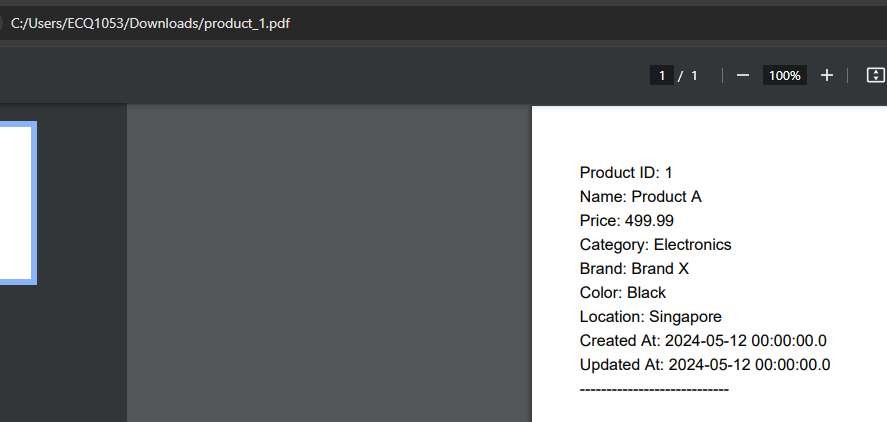 C:/Users/ECQ1053/Downloads/product_1.pdf
1 / 1 — 100% +
Product ID: 1
Name: Product A
Price: 499.99
Category: Electronics
Brand: Brand X
Color: Black
Location: Singapore
Created At: 2024-05-12 00:00:00.0
Updated At: 2024-05-12 00:00:00.0
----------------------------